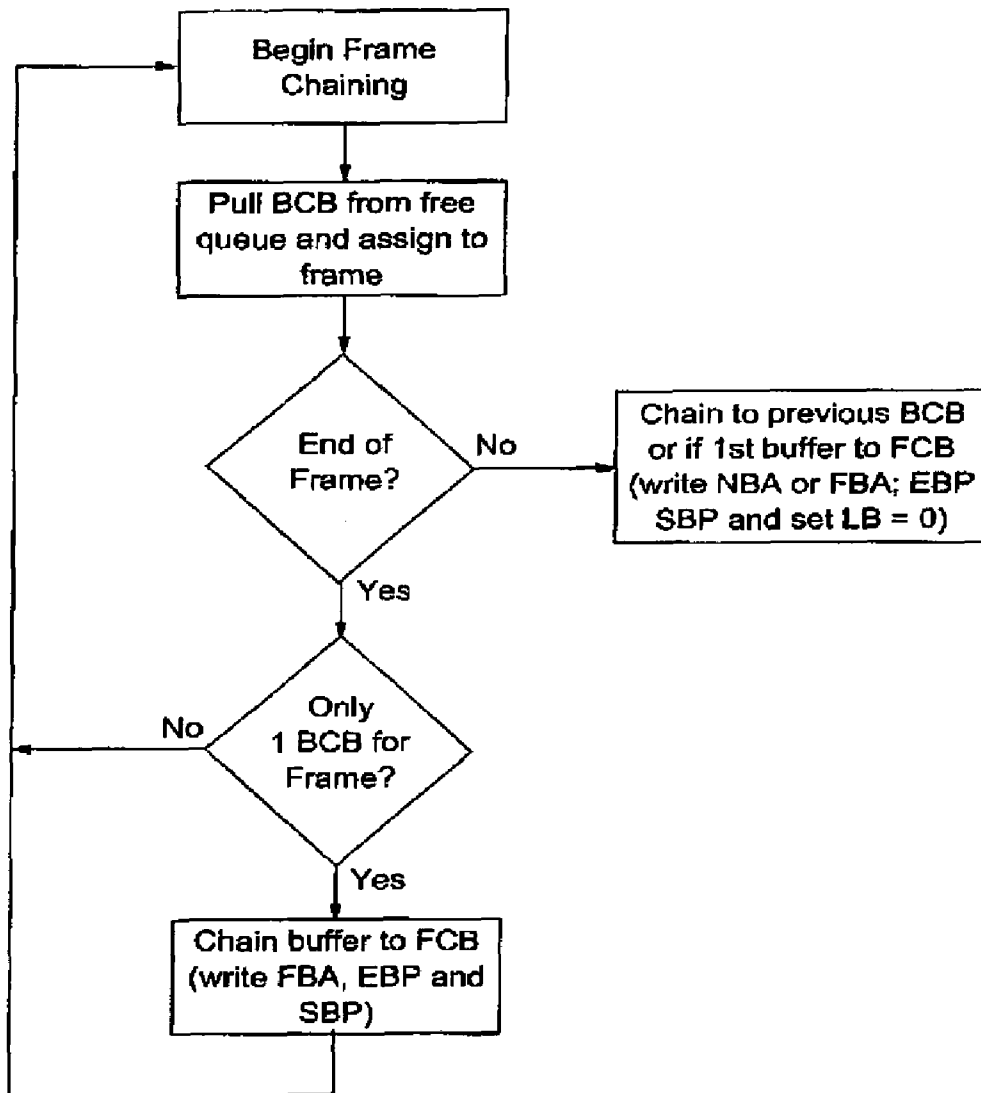 Begin Frame
Chaining
Pull BCB from free
queue and assign to
frame
End of
Frame?
No
Chain to previous BCB
or if 1st buffer to FCB
(write NBA or FBA; EBP
SBP and set LB = 0)
Yes
Only
1 BCB for
Frame?
No
Yes
Chain buffer to FCB
(write FBA, EBP and
SBP)